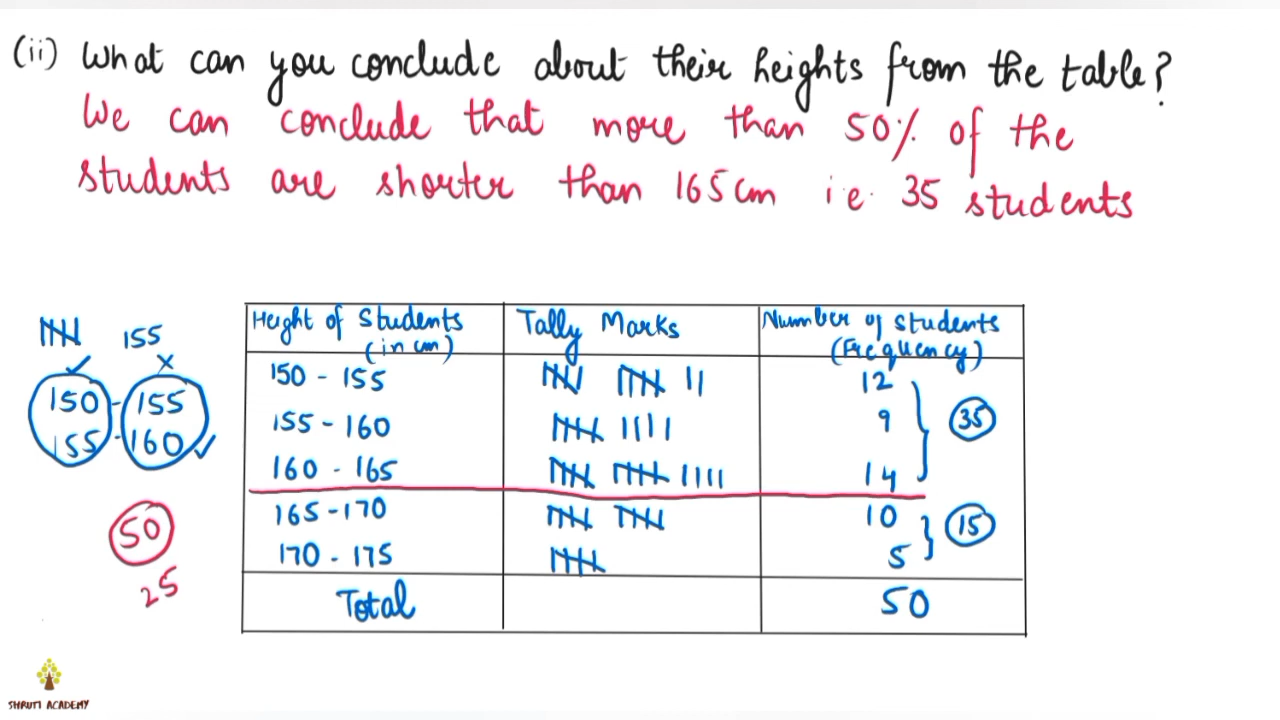 (ii) What can you conclude about their heights from the table?
We can conclude that more than 50% of the
students are shorter than 165 cm i.e. 35 students
155
150 - 155
155 - 160
50
25
Height of Students (in cm) Tally Marks Number of students (Frequency)
150 - 155 12
155 - 160 9
160 - 165 14
35
165 - 170 10
170 - 175 5
15
Total 50
SHRUTI ACADEMY